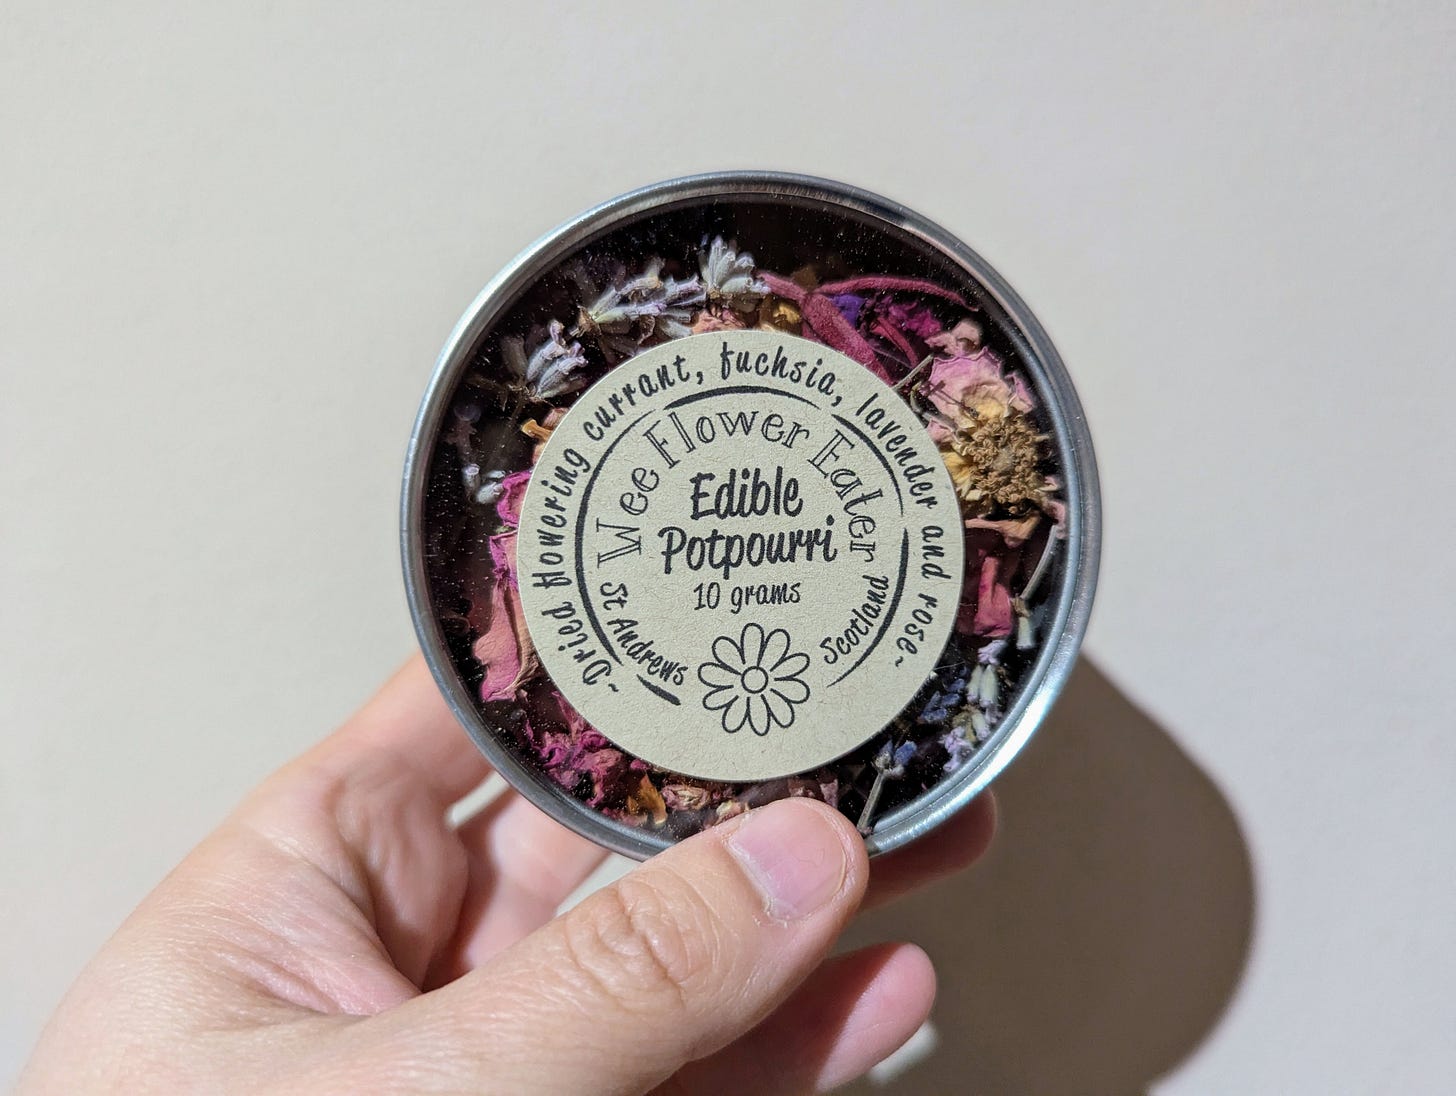 ~Dried flowering currant, fuchsia, lavender and rose~
Wee Flower Eater
Edible
Potpourri
10 grams
St Andrews
Scotland